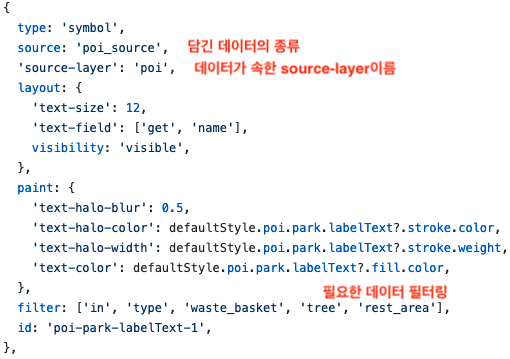 {
type: 'symbol',
source: 'poi_source', 담긴 데이터의 종류
'source-layer': 'poi', 데이터가 속한 source-layer이름
layout: {
'text-size': 12,
'text-field': ['get', 'name'],
visibility: 'visible',
},
paint: {
'text-halo-blur': 0.5,
'text-halo-color': defaultStyle.poi.park.labelText?.stroke.color,
'text-halo-width': defaultStyle.poi.park.labelText?.stroke.weight,
'text-color': defaultStyle.poi.park.labelText?.fill.color,
}, 필요한 데이터 필터링
filter: ['in', 'type', 'waste_basket', 'tree', 'rest_area'],
id: 'poi-park-labelText-1',
},